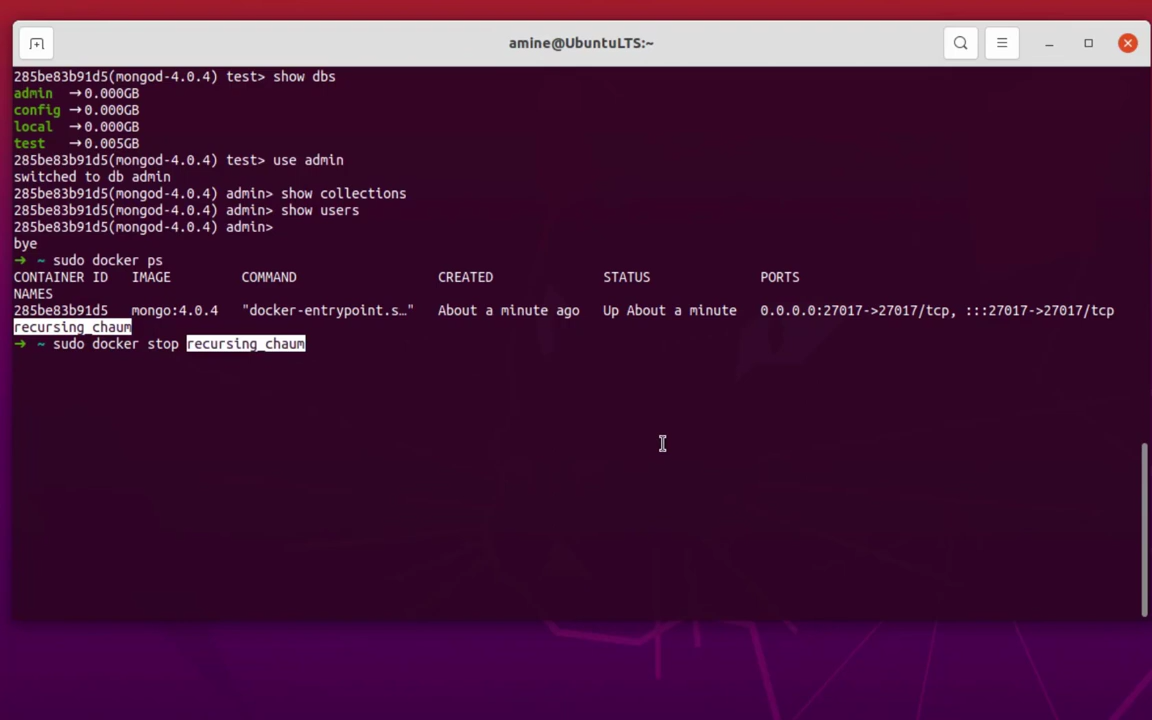 amine@UbuntuLTS:~
285be83b91d5(mongod-4.0.4) test> show dbs
admin →0.000GB
config →0.000GB
local →0.000GB
test →0.005GB
285be83b91d5(mongod-4.0.4) test> use admin
switched to db admin
285be83b91d5(mongod-4.0.4) admin> show collections
285be83b91d5(mongod-4.0.4) admin> show users
285be83b91d5(mongod-4.0.4) admin>
bye
→ ~ sudo docker ps
CONTAINER ID IMAGE COMMAND CREATED STATUS PORTS
NAMES
285be83b91d5 mongo:4.0.4 "docker-entrypoint.s…" About a minute ago Up About a minute 0.0.0.0:27017->27017/tcp, :::27017->27017/tcp
recursing_chaum
→ ~ sudo docker stop recursing_chaum